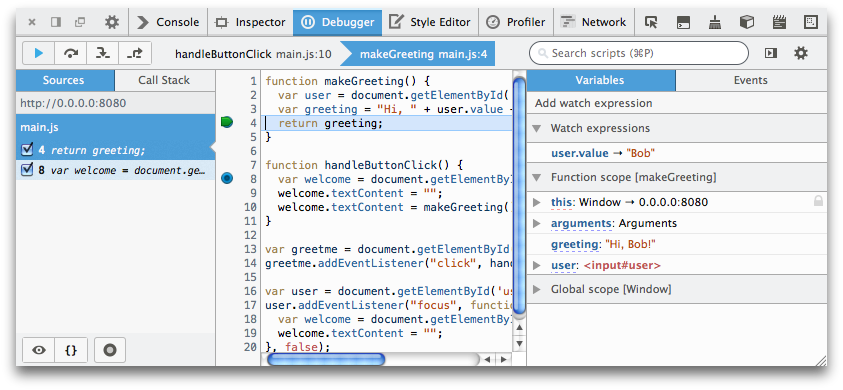 Console Inspector Debugger Style Editor Profiler Network
handleButtonClick main.js:10 makeGreeting main.js:4 Search scripts (⌘P)
Sources Call Stack
http://0.0.0.0:8080
main.js
4 return greeting;
8 var welcome = document.ge…
{}
1 function makeGreeting() {
2 var user = document.getElementById(
3 var greeting = "Hi, " + user.value
4 return greeting;
5 }
6
7 function handleButtonClick() {
8 var welcome = document.getElementByI
9 welcome.textContent = "";
10 welcome.textContent = makeGreeting(
11 }
12
13 var greetme = document.getElementById
14 greetme.addEventListener("click", hand
15
16 var user = document.getElementById('us
17 user.addEventListener("focus", function
18 var welcome = document.getElementByI
19 welcome.textContent = "";
20 }, false);
Variables Events
Add watch expression
Watch expressions
user.value → "Bob"
Function scope [makeGreeting]
this: Window → 0.0.0.0:8080
arguments: Arguments
greeting: "Hi, Bob!"
user: <input#user>
Global scope [Window]